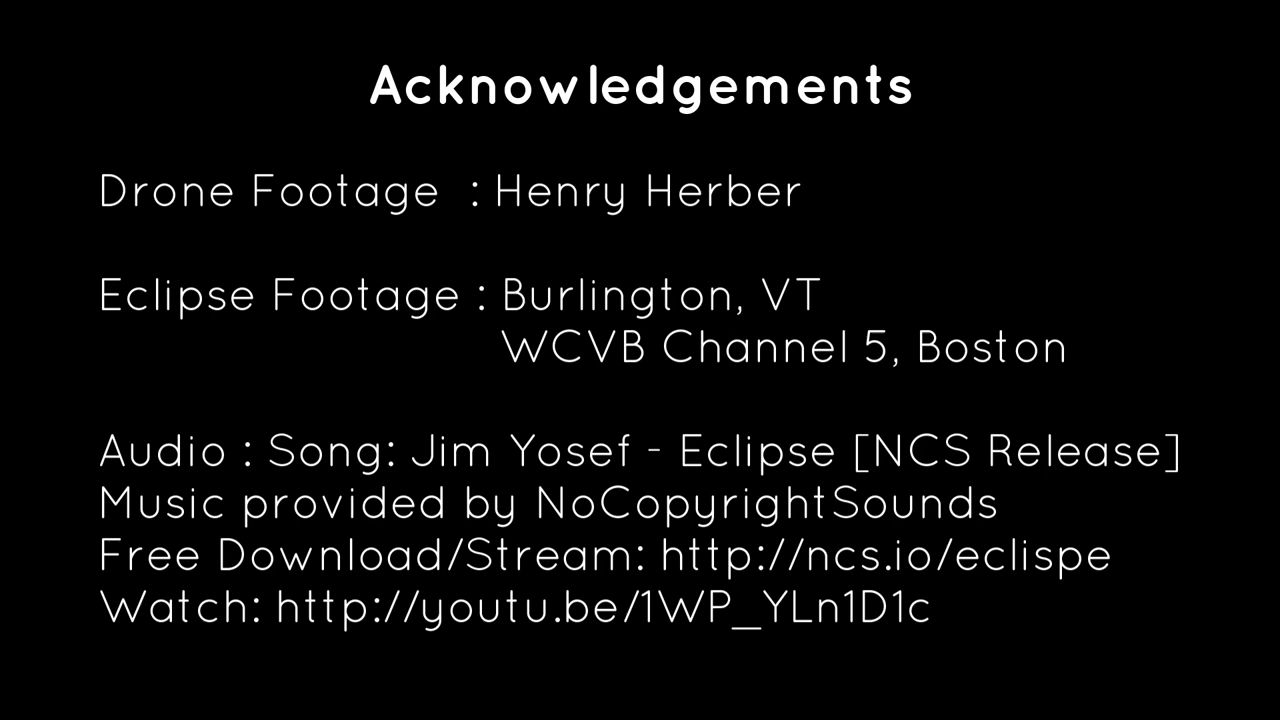 Acknowledgements
Drone Footage : Henry Herber
Eclipse Footage : Burlington, VT
WCVB Channel 5, Boston
Audio : Song: Jim Yosef - Eclipse [NCS Release]
Music provided by NoCopyrightSounds
Free Download/Stream: http://ncs.io/eclispe
Watch: http://youtu.be/1WP_YLn1D1c